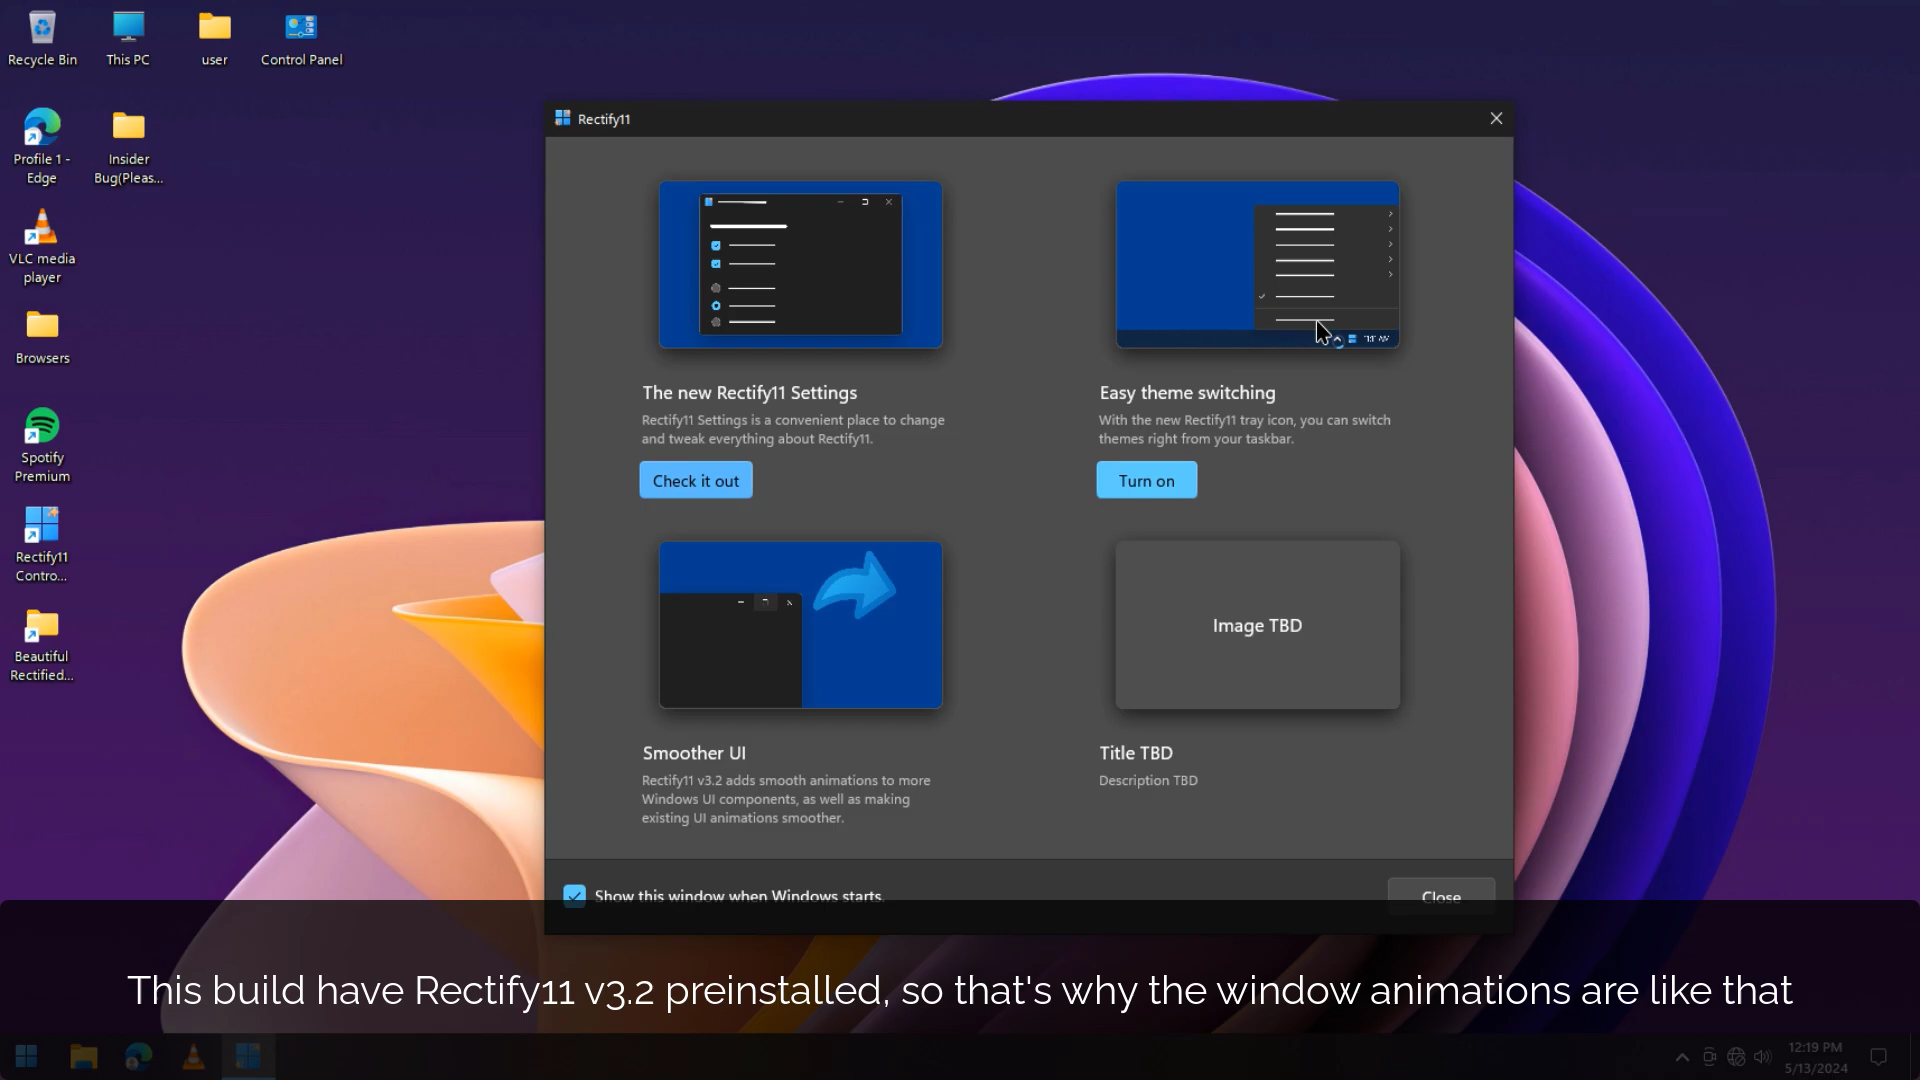 Recycle Bin
This PC
user
Control Panel
Profile 1 -
Edge
Insider
Bug(Pleas...
VLC media
player
Browsers
Spotify
Premium
Rectify11
Contro...
Beautiful
Rectified...
Rectify11
The new Rectify11 Settings
Rectify11 Settings is a convenient place to change
and tweak everything about Rectify11.
Check it out
Easy theme switching
With the new Rectify11 tray icon, you can switch
themes right from your taskbar.
Turn on
Smoother UI
Rectify11 v3.2 adds smooth animations to more
Windows UI components, as well as making
existing UI animations smoother.
Image TBD
Title TBD
Description TBD
Show this window when Windows starts.
Close
This build have Rectify11 v3.2 preinstalled, so that's why the window animations are like that
12:19 PM
5/13/2024